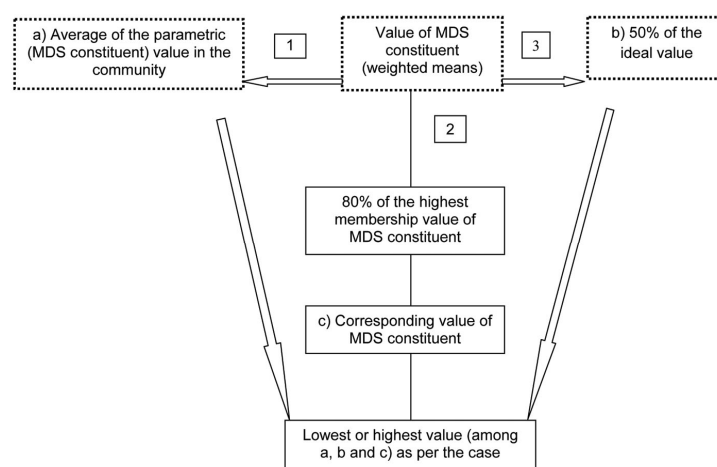 a) Average of the parametric
(MDS constituent) value in the
community
1
Value of MDS
constituent
(weighted means)
3
b) 50% of the
ideal value
2
80% of the highest
membership value of
MDS constituent
c) Corresponding value of
MDS constituent
Lowest or highest value (among
a, b and c) as per the case